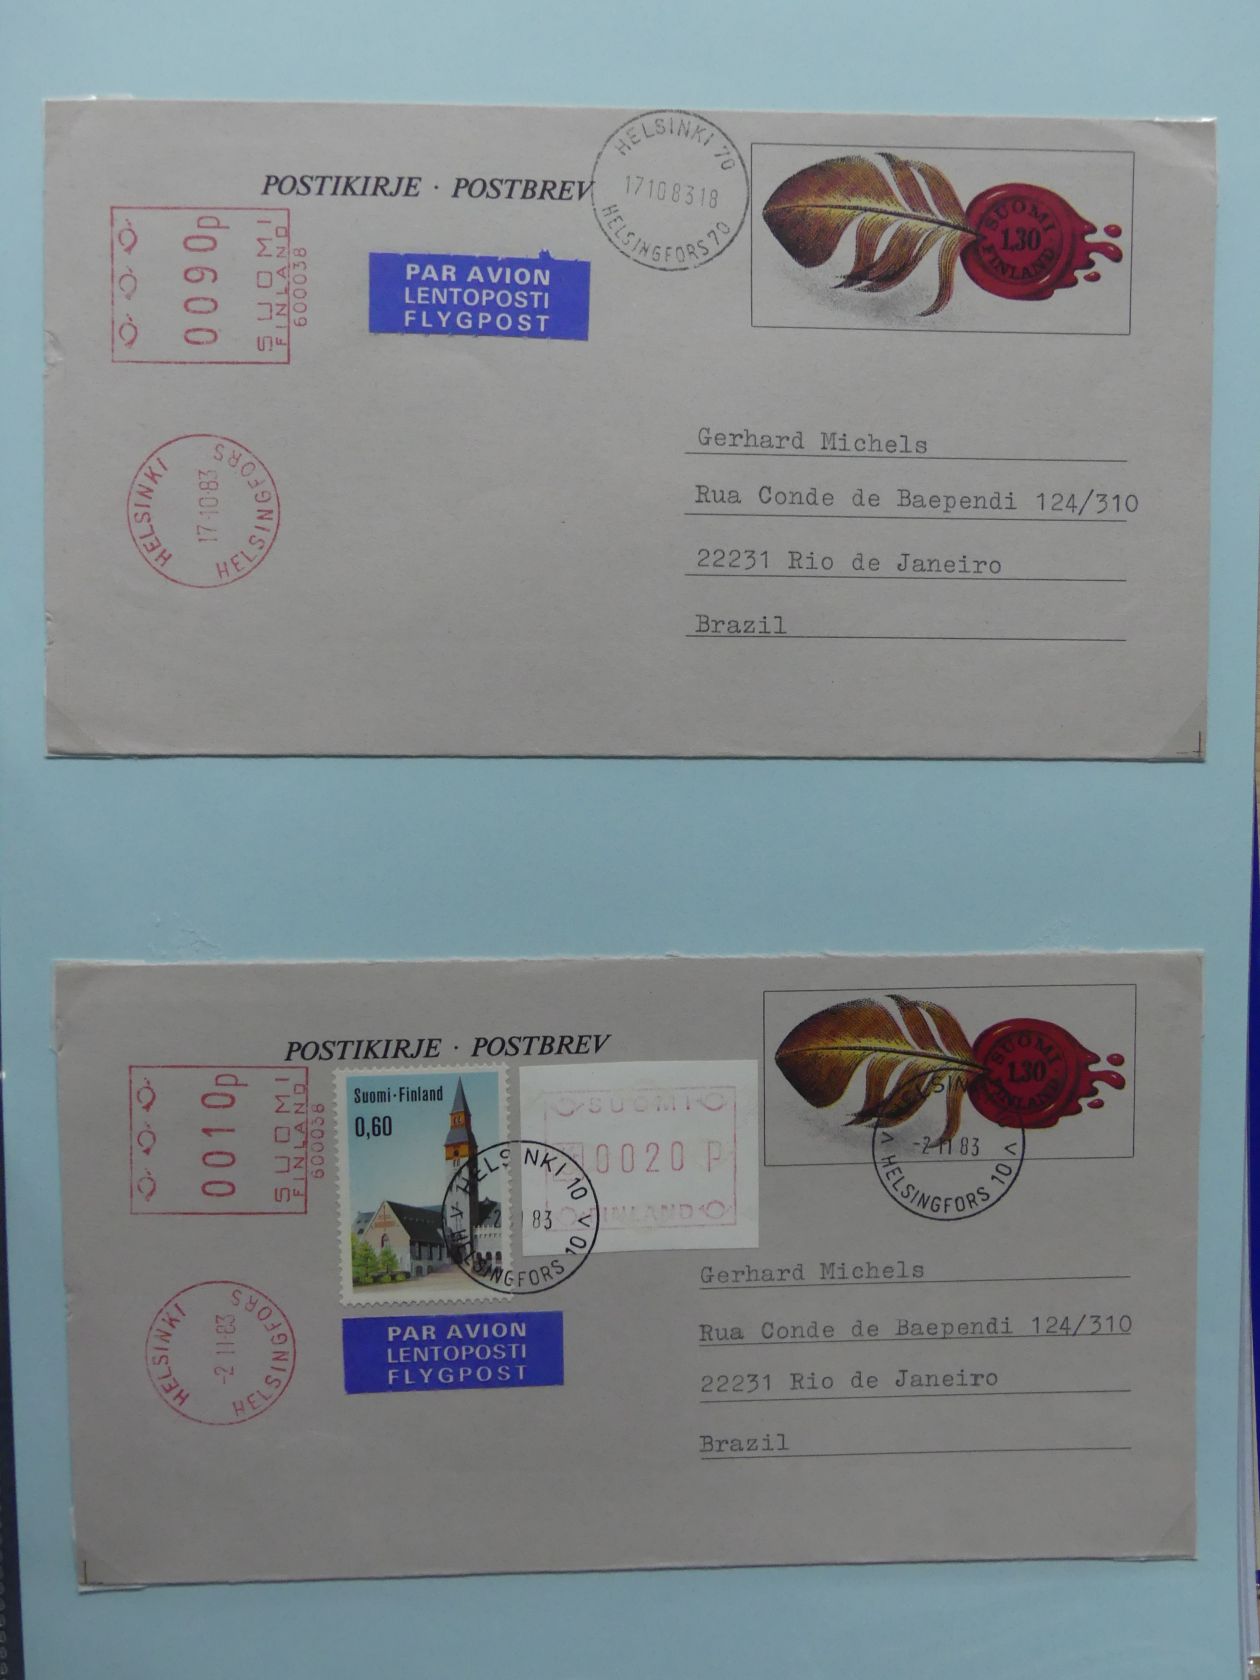 POSTIKIRJE · POSTBREV
HELSINKI 70
17108318
HELSINGFORS 70
SUOMI
1,30
FINLAND
0090p
SUOMI
FINLAND
600038
PAR AVION
LENTOPOSTI
FLYGPOST
HELSINKI
17·10·83
HELSINGFORS
Gerhard Michels
Rua Conde de Baependi 124/310
22231 Rio de Janeiro
Brazil
POSTIKIRJE · POSTBREV
SUOMI
1,30
FINLAND
HELSINKI
-2 11 83
HELSINGFORS 10
0010p
SUOMI
FINLAND
600038
Suomi·Finland
0,60
SUOMI
0020 P
FINLAND
HELSINKI 10
83
HELSINGFORS 10
PAR AVION
LENTOPOSTI
FLYGPOST
HELSINKI
-2 11·83
HELSINGFORS
Gerhard Michels
Rua Conde de Baependi 124/310
22231 Rio de Janeiro
Brazil